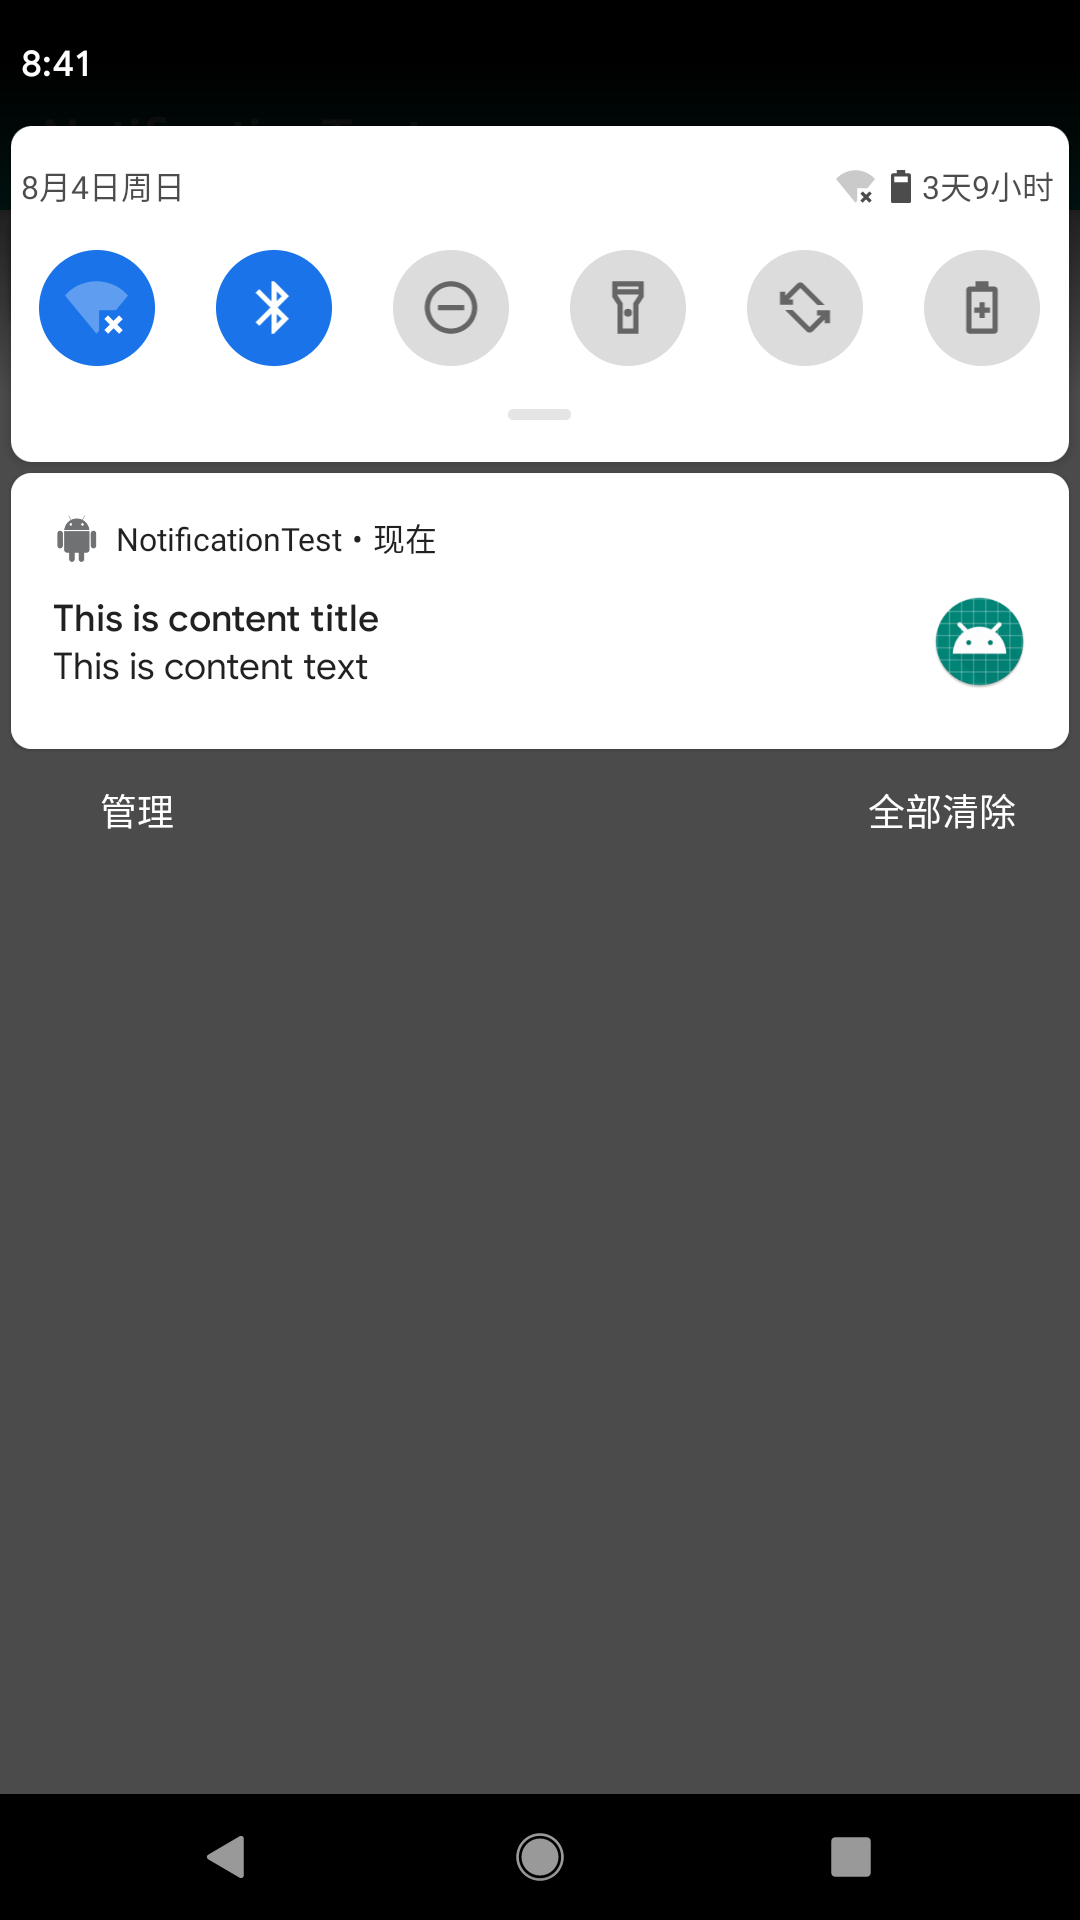 8:41
8月4日周日
3天9小时
NotificationTest • 现在
This is content title
This is content text
管理
全部清除